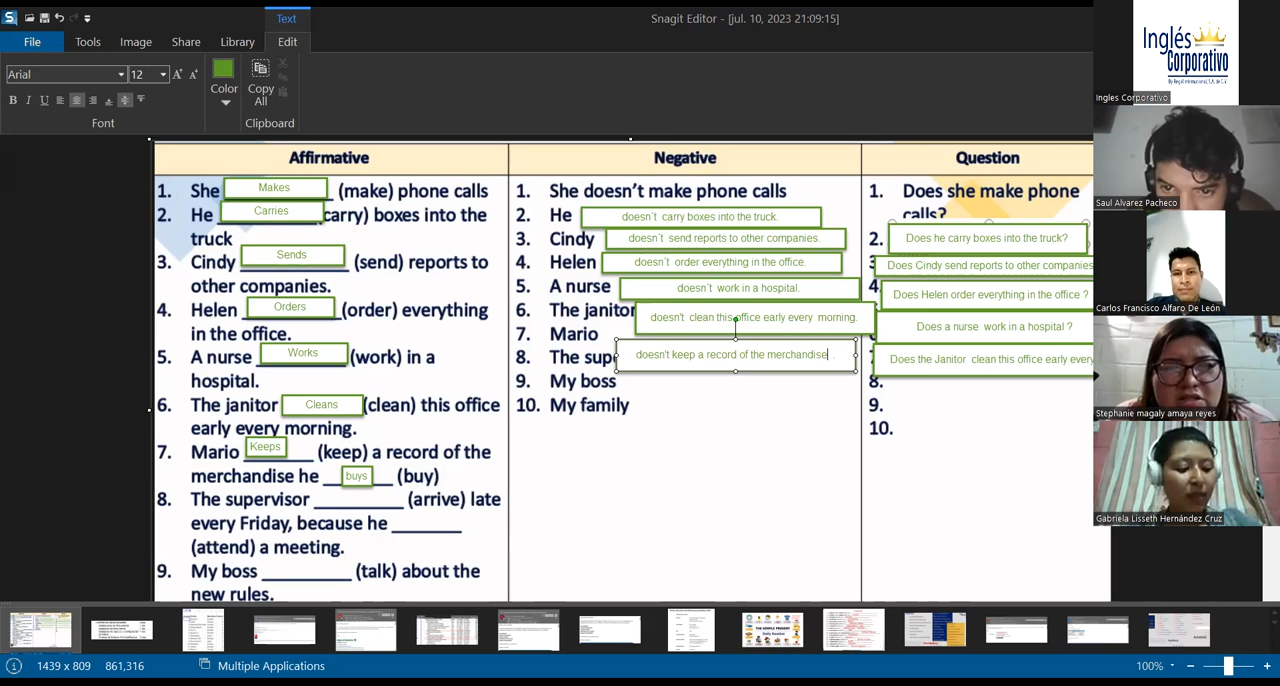 Snagit Editor - [jul. 10, 2023 21:09:15]
Text
File
Tools
Image
Share
Library
Edit
Arial
12
B I U
Color
Copy All
Font
Clipboard
Affirmative
1. She Makes (make) phone calls
2. He Carries (carry) boxes into the
truck
3. Cindy Sends (send) reports to
other companies.
4. Helen Orders (order) everything
in the office.
5. A nurse Works (work) in a
hospital.
6. The janitor Cleans (clean) this office
early every morning.
7. Mario Keeps (keep) a record of the
merchandise he buys (buy)
8. The supervisor ____________ (arrive) late
every Friday, because he _________
(attend) a meeting.
9. My boss ____________ (talk) about the
new rules.
Negative
1. She doesn’t make phone calls
2. He doesn´t carry boxes into the truck.
3. Cindy doesn´t send reports to other companies.
4. Helen doesn´t order everything in the office.
5. A nurse doesn´t work in a hospital.
6. The janitor doesn't clean this office early every morning.
7. Mario doesn't keep a record of the merchandise .
8. The supe
9. My boss
10. My family
Question
1. Does she make phone
calls?
2. Does he carry boxes into the truck?
3 Does Cindy send reports to other companies
4. Does Helen order everything in the office ?
Does a nurse work in a hospital ?
Does the Janitor clean this office early every
8.
9.
10.
Inglés
Corporativo
Ingles Corporativo
Saul Alvarez Pacheco
Carlos Francisco Alfaro De León
Stephanie magaly amaya reyes
Gabriela Lisseth Hernández Cruz
1439 x 809
861,316
Multiple Applications
100%